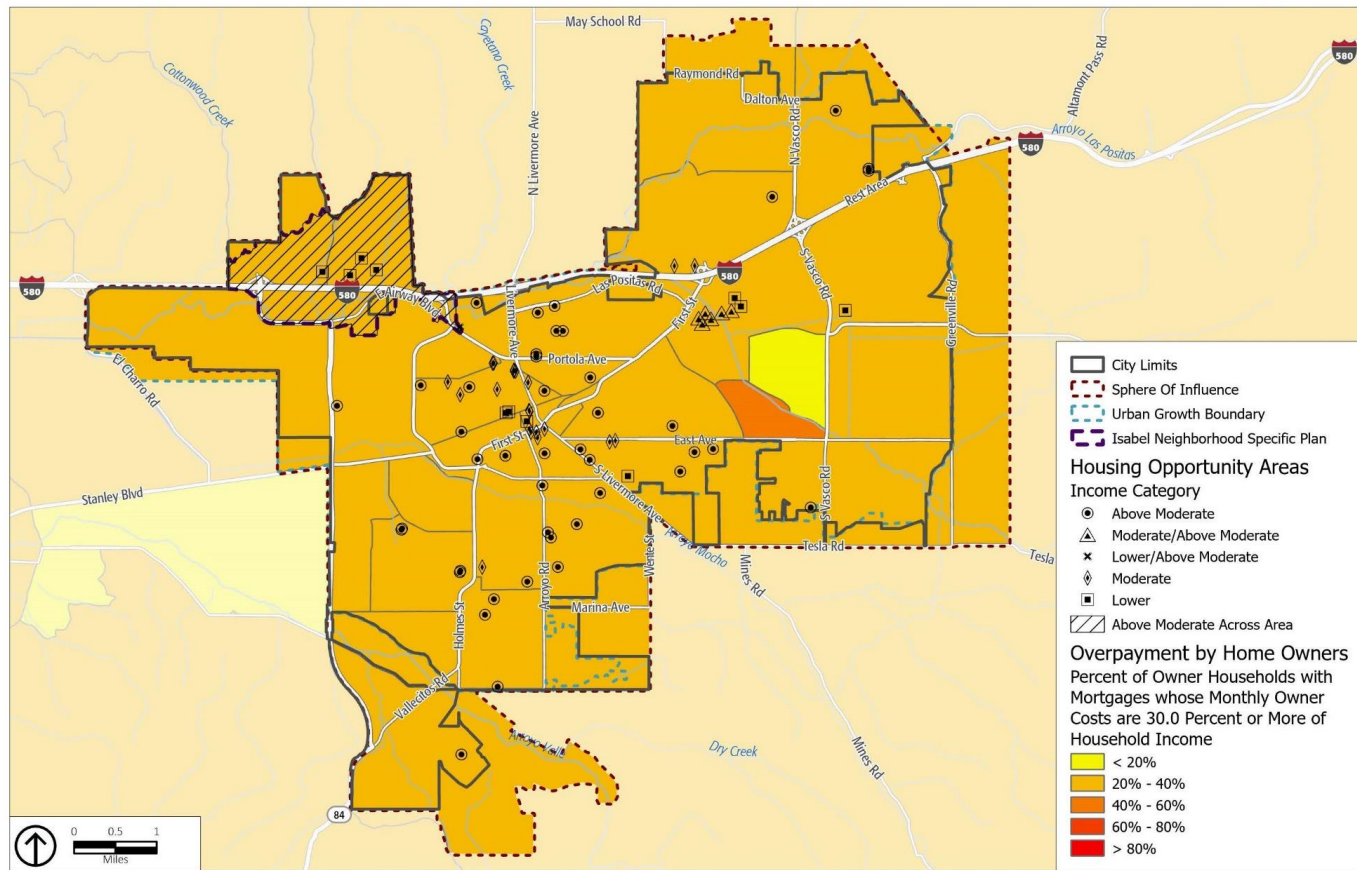 May School Rd
Cayetano Creek
Cottonwood Creek
N Livermore Ave
Raymond Rd
Dalton Ave
N Vasco Rd
Altamont Pass Rd
580
580
Arroyo Las Positas
Rest Area
580
580
580
E Airway Blvd
Las Positas Rd
First St
S Vasco Rd
Greenville Rd
Livermore Ave
Portola Ave
El Charro Rd
First St
East Ave
Stanley Blvd
S Livermore Ave
S Vasco Rd
Arroyo Mocho
Tesla Rd
Tesla
Wente St
Mines Rd
Arroyo Rd
Marina Ave
Holmes St
Vallecitos Rd
Dry Creek
Mines Rd
84
0 0.5 1
Miles
City Limits
Sphere Of Influence
Urban Growth Boundary
Isabel Neighborhood Specific Plan
Housing Opportunity Areas
Income Category
Above Moderate
Moderate/Above Moderate
Lower/Above Moderate
Moderate
Lower
Above Moderate Across Area
Overpayment by Home Owners
Percent of Owner Households with
Mortgages whose Monthly Owner
Costs are 30.0 Percent or More of
Household Income
< 20%
20% - 40%
40% - 60%
60% - 80%
> 80%